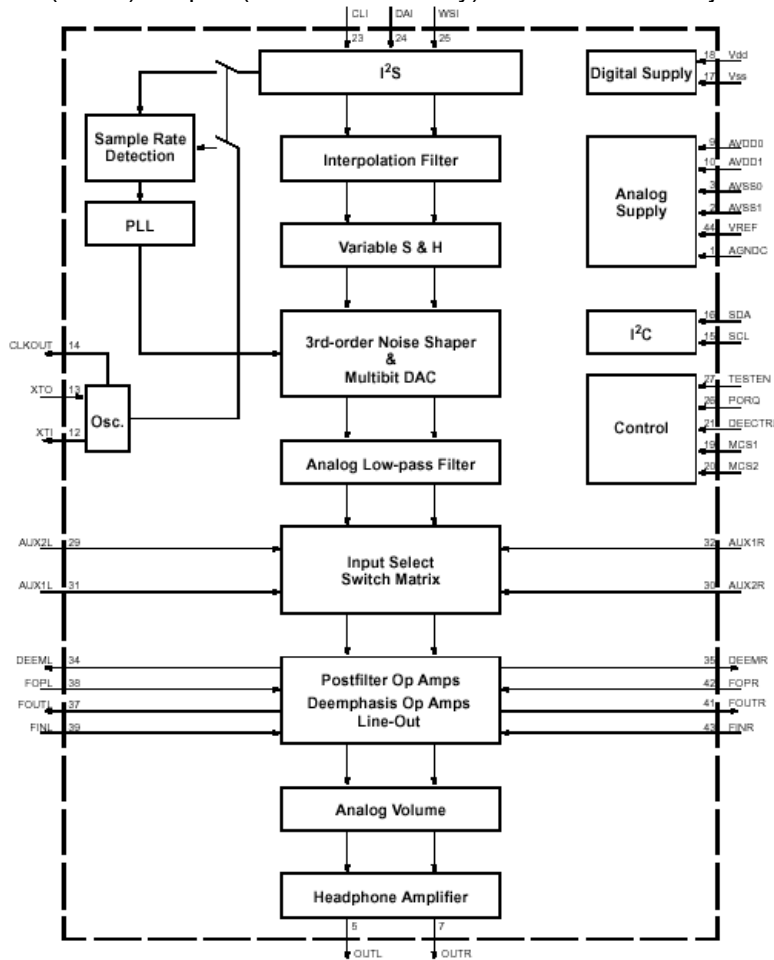 CLI DAI WSI
23 24 25
I²S
Digital Supply
18 Vdd
17 Vss
Sample Rate
Detection
Interpolation Filter
Analog
Supply
9 AVDD0
10 AVDD1
3 AVSS0
2 AVSS1
44 VREF
1 AGNDC
PLL
Variable S & H
3rd-order Noise Shaper
&
Multibit DAC
I²C
16 SDA
15 SCL
CLKOUT 14
XTO 13
XTI 12
Osc.
Control
27 TESTEN
26 PORQ
21 DEECTRL
19 MCS1
20 MCS2
Analog Low-pass Filter
AUX2L 29
AUX1L 31
Input Select
Switch Matrix
32 AUX1R
30 AUX2R
DEEML 34
FOPL 38
FOUTL 37
FINL 39
Postfilter Op Amps
Deemphasis Op Amps
Line-Out
35 DEEMR
42 FOPR
41 FOUTR
43 FINR
Analog Volume
Headphone Amplifier
5 7
OUTL OUTR